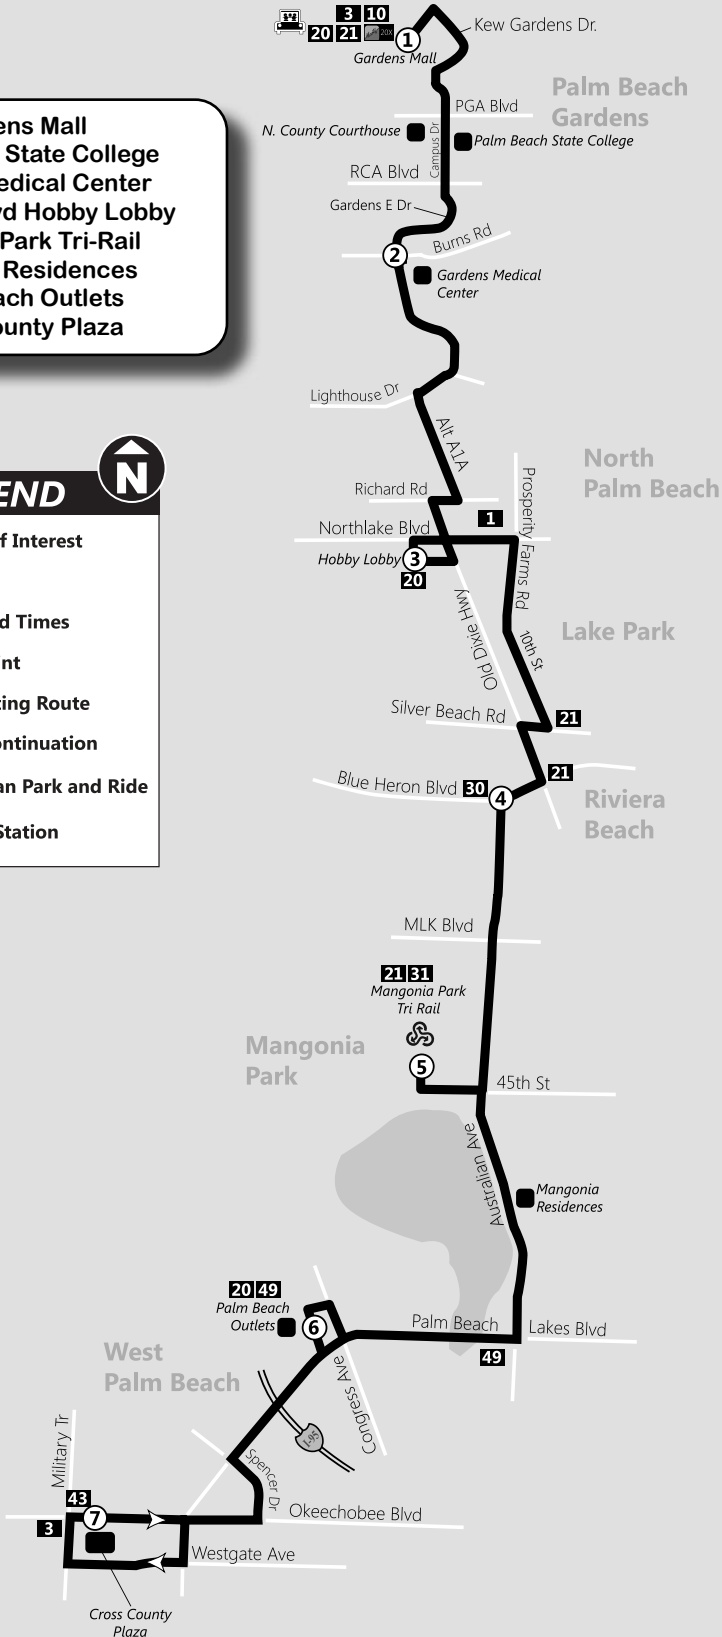 3 10
20 21 20X
1
Gardens Mall
Kew Gardens Dr.
Palm Beach
Gardens
PGA Blvd
N. County Courthouse
Campus Dr
Palm Beach State College
RCA Blvd
Gardens E Dr
Burns Rd
2
Gardens Medical
Center
ens Mall
State College
edical Center
vd Hobby Lobby
Park Tri-Rail
Residences
ach Outlets
ounty Plaza
Lighthouse Dr
Alt A1A
N
END
f Interest
d Times
nt
ting Route
ontinuation
an Park and Ride
Station
North
Palm Beach
Richard Rd
Prosperity Farms Rd
1
Northlake Blvd
Hobby Lobby
3
20
Old Dixie Hwy
10th St
Lake Park
Silver Beach Rd
21
21
Blue Heron Blvd
30
4
Riviera
Beach
MLK Blvd
21 31
Mangonia Park
Tri Rail
Mangonia
Park
5
45th St
Australian Ave
Mangonia
Residences
20 49
Palm Beach
Outlets
6
Palm Beach
Lakes Blvd
49
West
Palm Beach
Congress Ave
I-95
Military Tr
Spencer Dr
43
7
3
Okeechobee Blvd
Westgate Ave
Cross County
Plaza